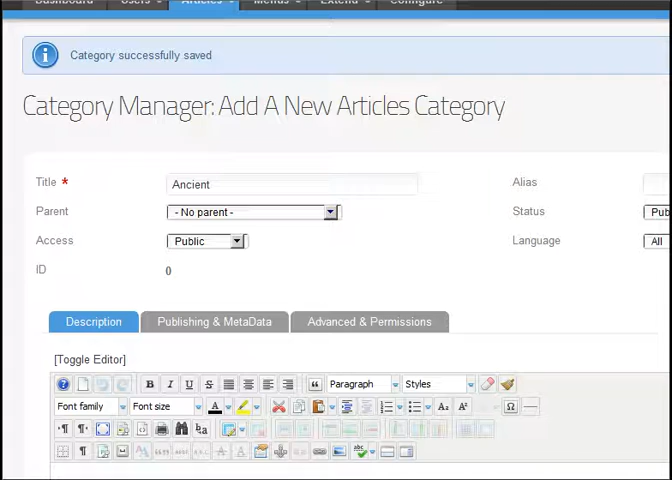 Dashboard Users Articles Menus Extend Configure
Category successfully saved
Category Manager: Add A New Articles Category
Title * Ancient Alias
Parent - No parent - Status Pub
Access Public Language All
ID 0
Description Publishing & MetaData Advanced & Permissions
[Toggle Editor]
Paragraph Styles
Font family Font size